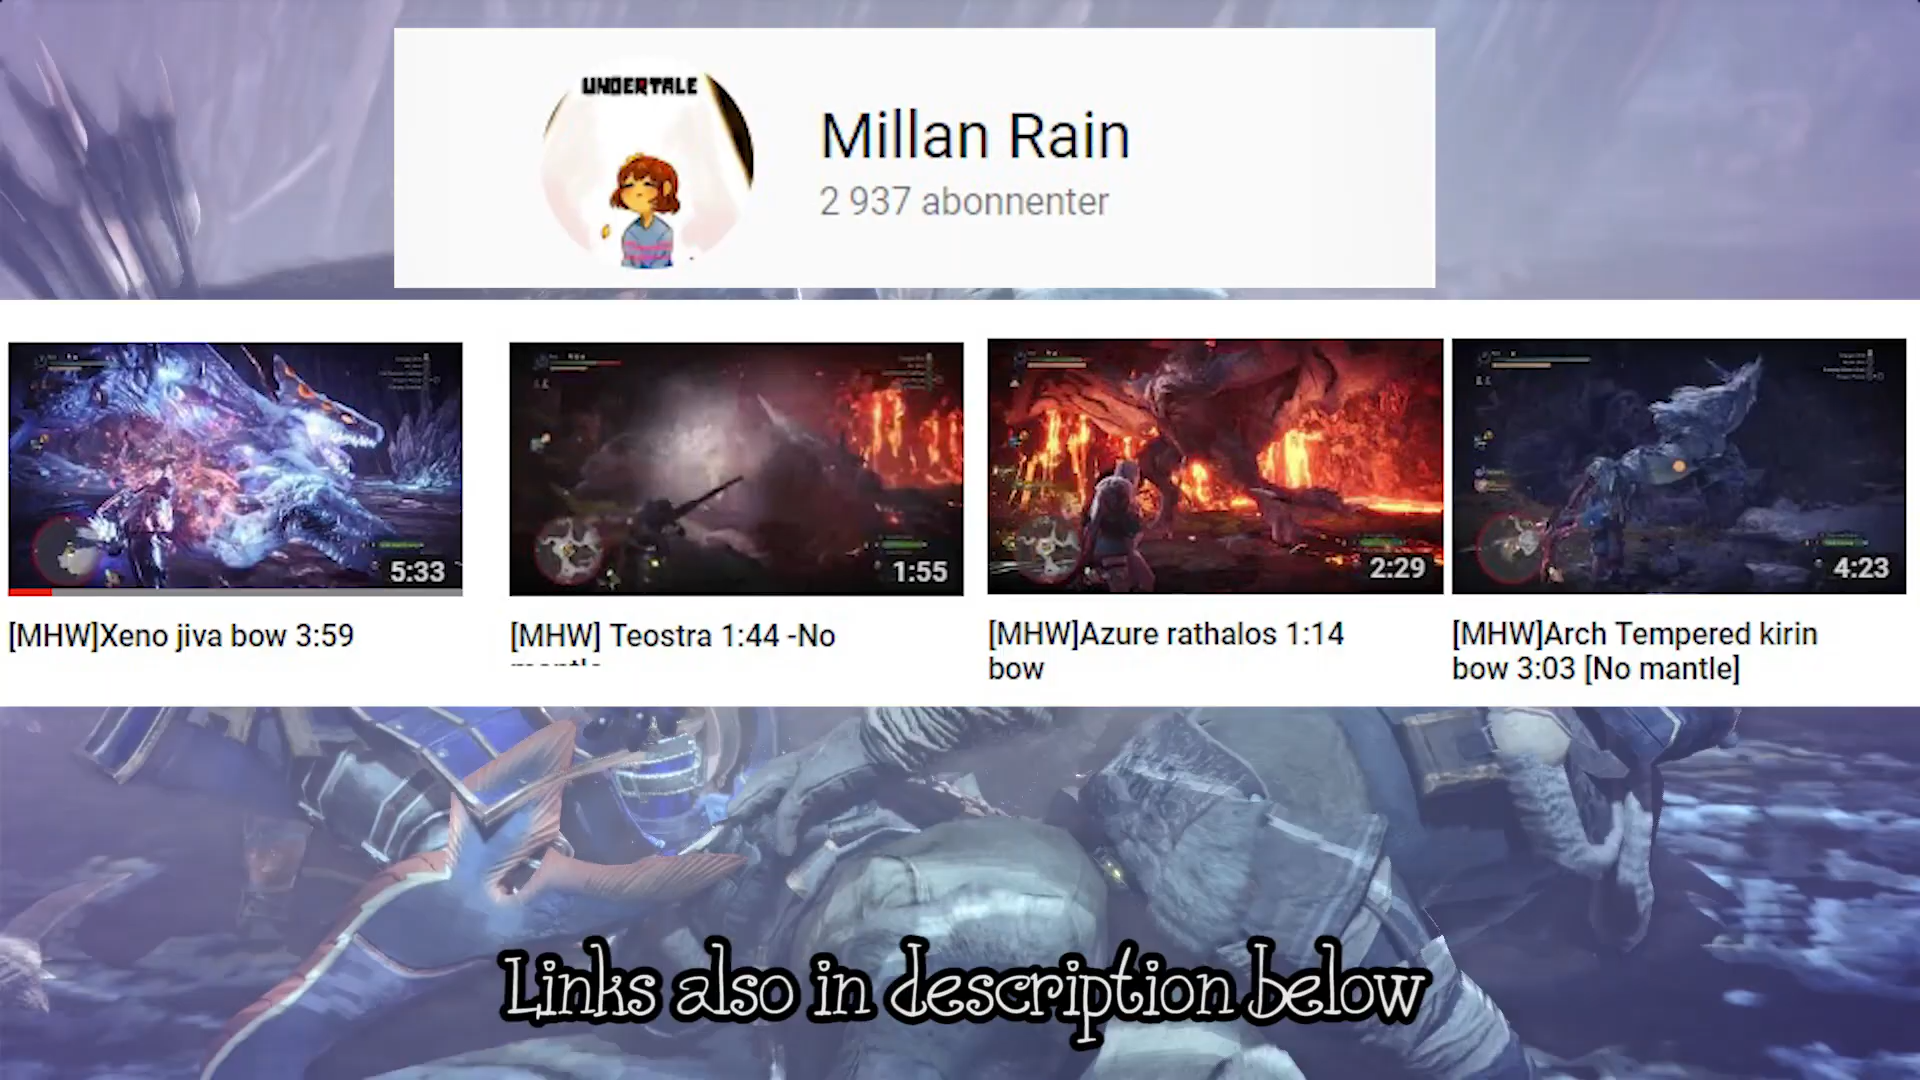 UNDERTALE
Millan Rain
2 937 abonnenter
5:33
1:55
2:29
4:23
[MHW]Xeno jiva bow 3:59
[MHW] Teostra 1:44 -No
[MHW]Azure rathalos 1:14
bow
[MHW]Arch Tempered kirin
bow 3:03 [No mantle]
Links also in description below